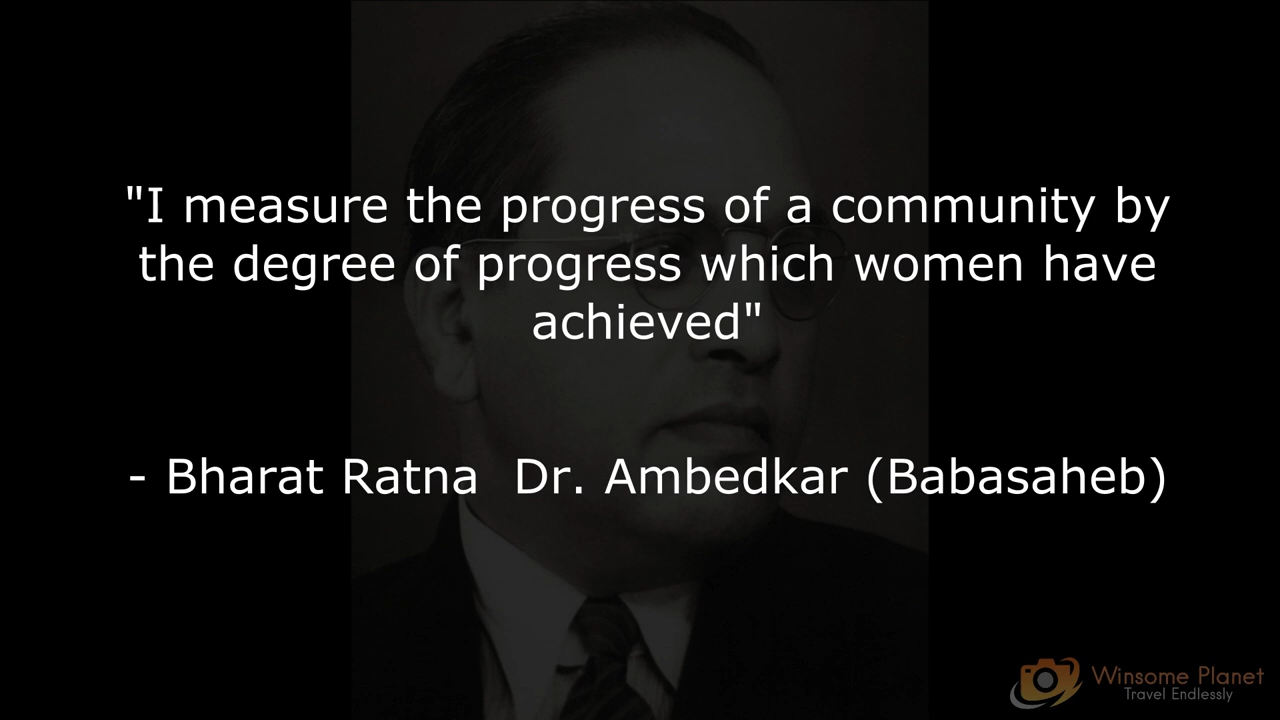 "I measure the progress of a community by
the degree of progress which women have
achieved"
- Bharat Ratna  Dr. Ambedkar (Babasaheb)
Winsome Planet
Travel Endlessly